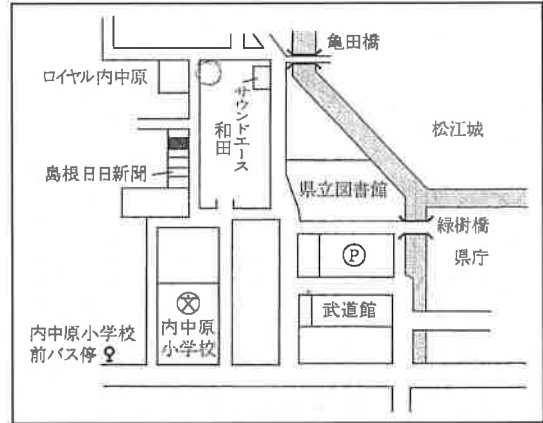 亀田橋
ロイヤル内中原
サウンドエース
和田
松江城
島根日日新聞
県立図書館
緑樹橋
県庁
P
文
武道館
内中原
小学校
内中原小学校
前バス停